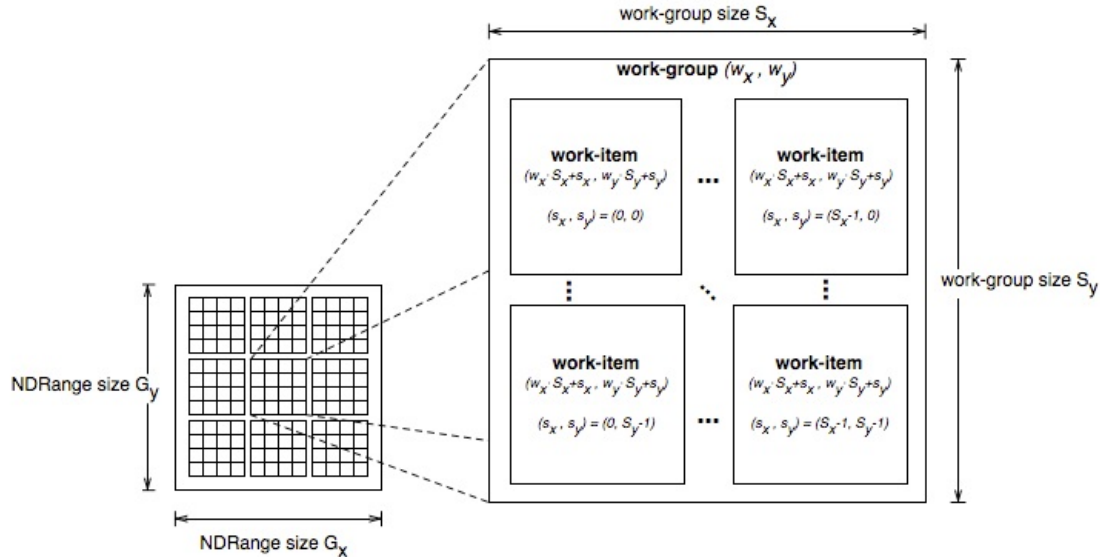 work-group size Sx
work-group (wx , wy)
work-item
(wx· Sx+sx , wy· Sy+sy)
(sx , sy) = (0, 0)
...
work-item
(wx· Sx+sx , wy· Sy+sy)
(sx , sy) = (Sx-1, 0)
work-group size Sy
work-item
(wx· Sx+sx , wy· Sy+sy)
(sx , sy) = (0, Sy-1)
...
work-item
(wx· Sx+sx , wy· Sy+sy)
(sx , sy) = (Sx-1, Sy-1)
NDRange size Gy
NDRange size Gx